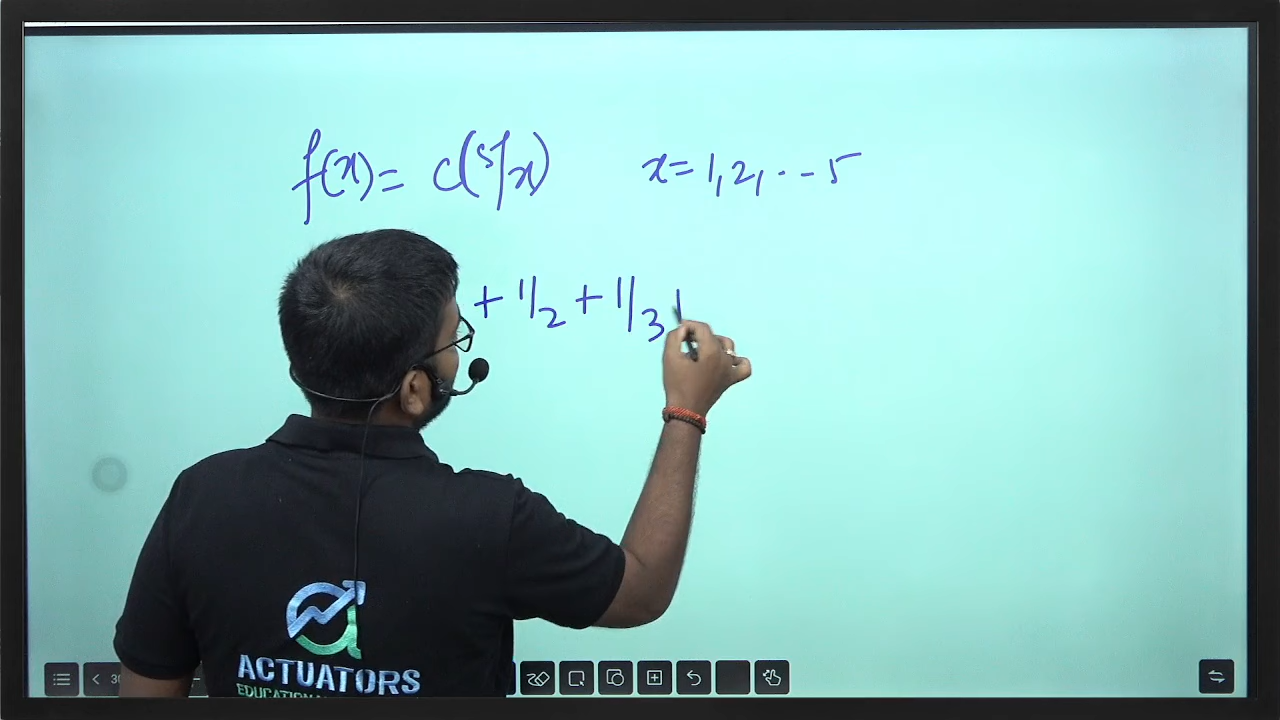 f(x) = c(5/x) x = 1, 2, . - - 5
+ 1/2 + 1/3
ACTUATORS